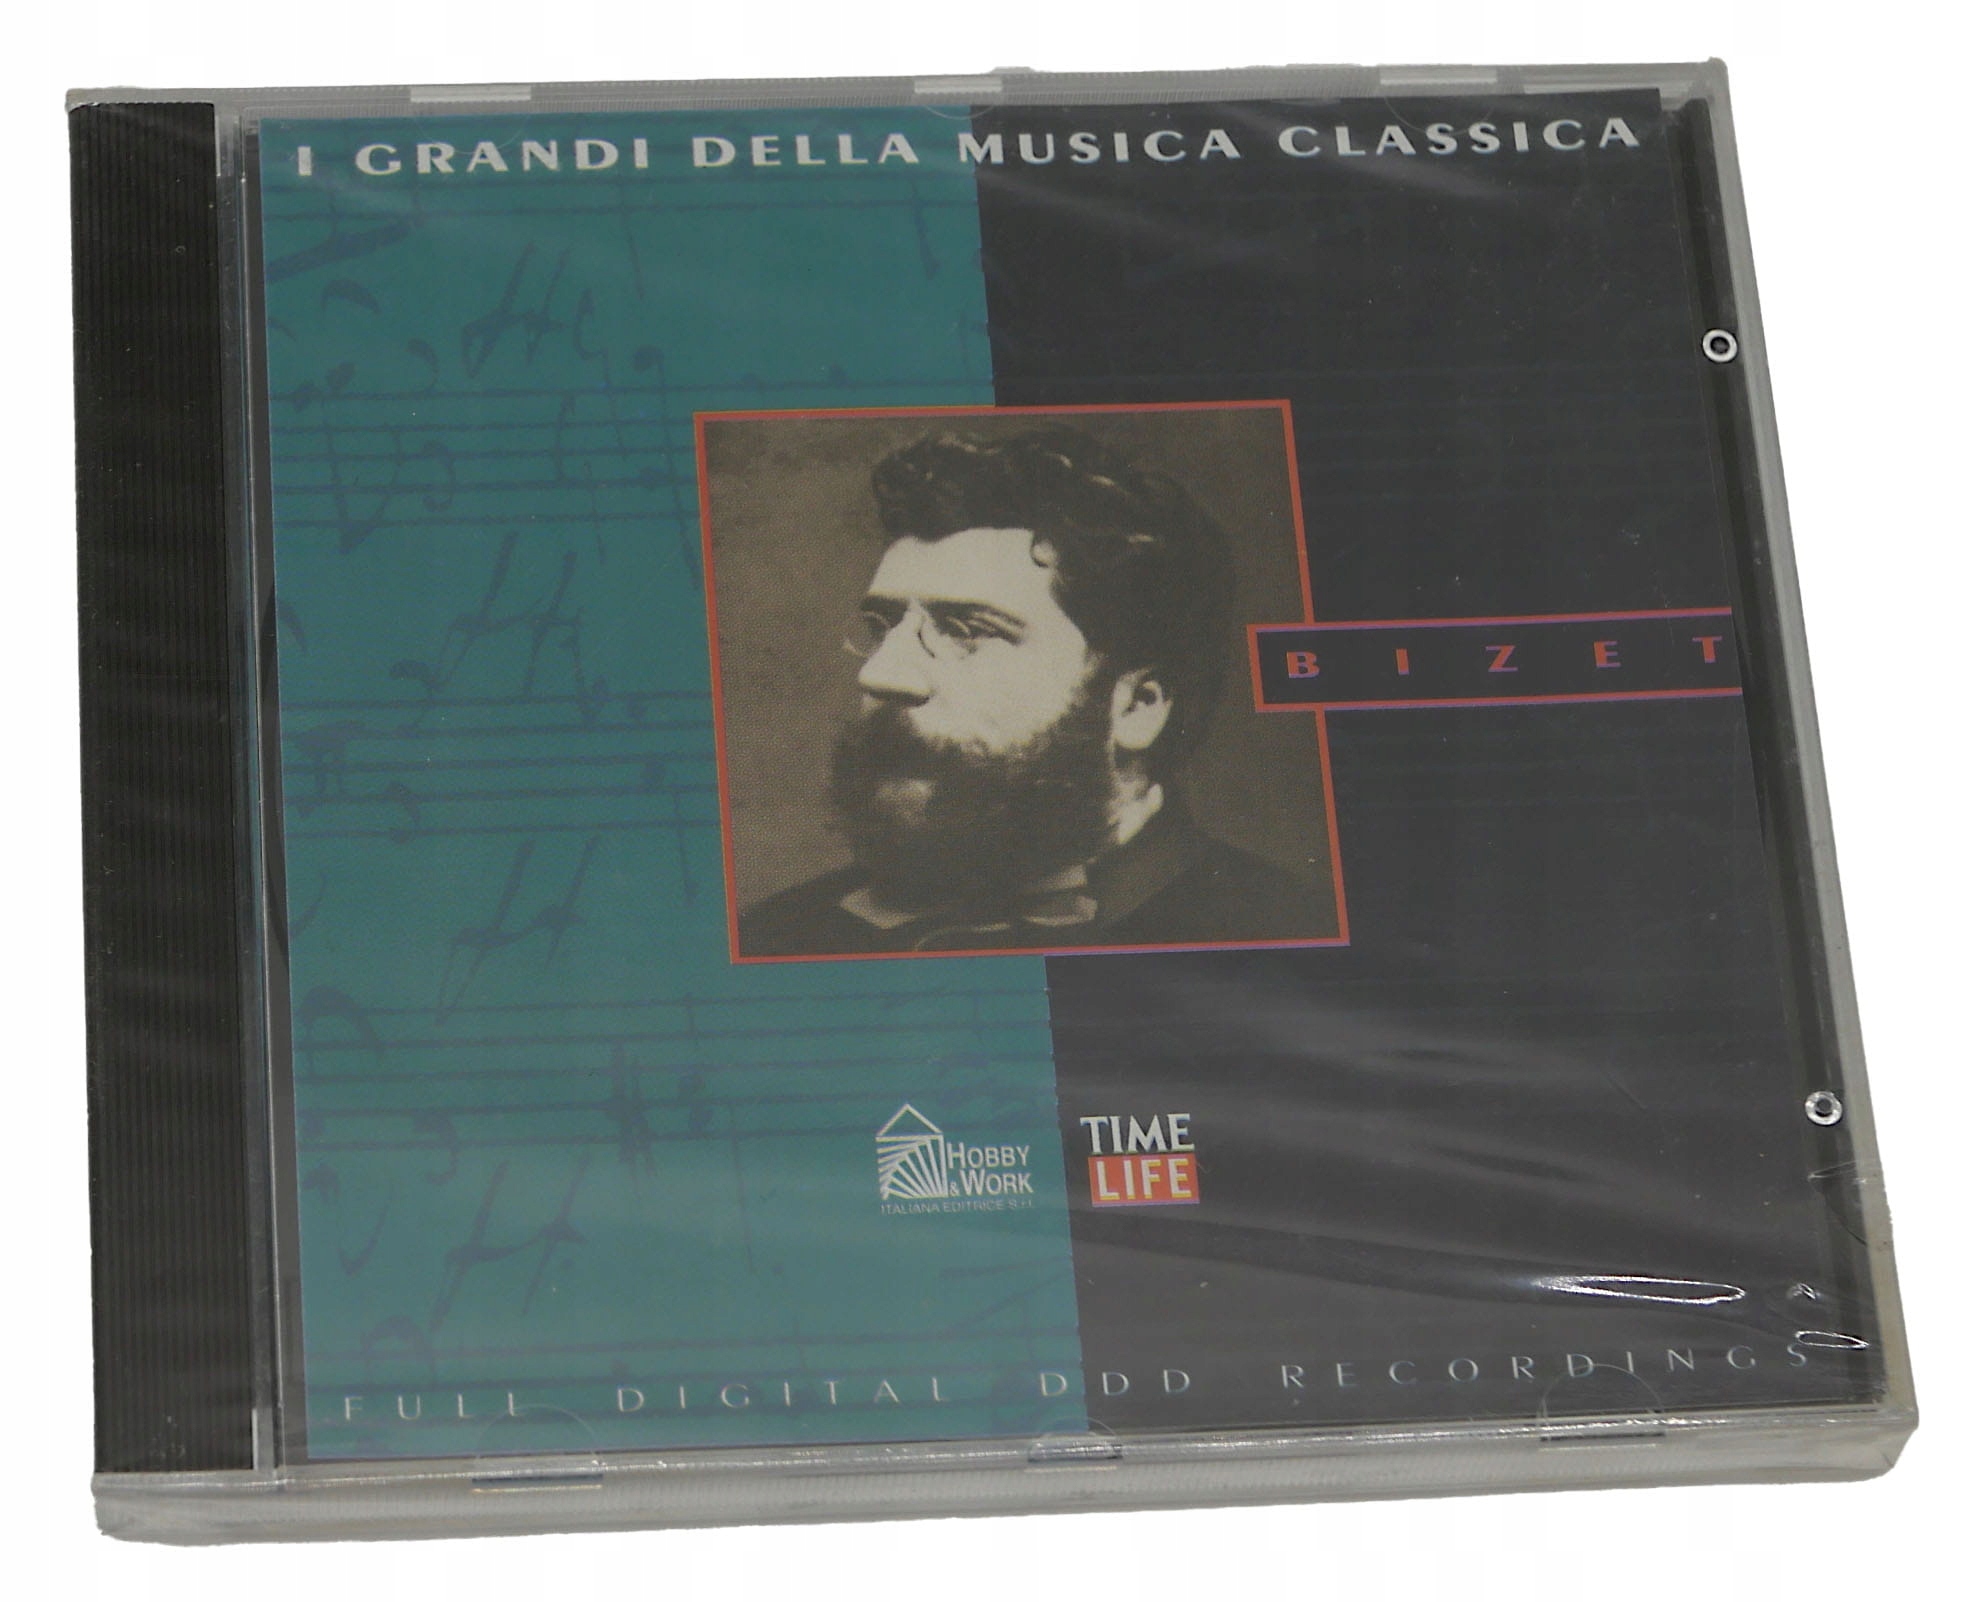 I GRANDI DELLA MUSICA CLASSICA
BIZET
HOBBY
& WORK
ITALIANA EDITRICE S.r.l.
TIME
LIFE
FULL DIGITAL DDD RECORDINGS